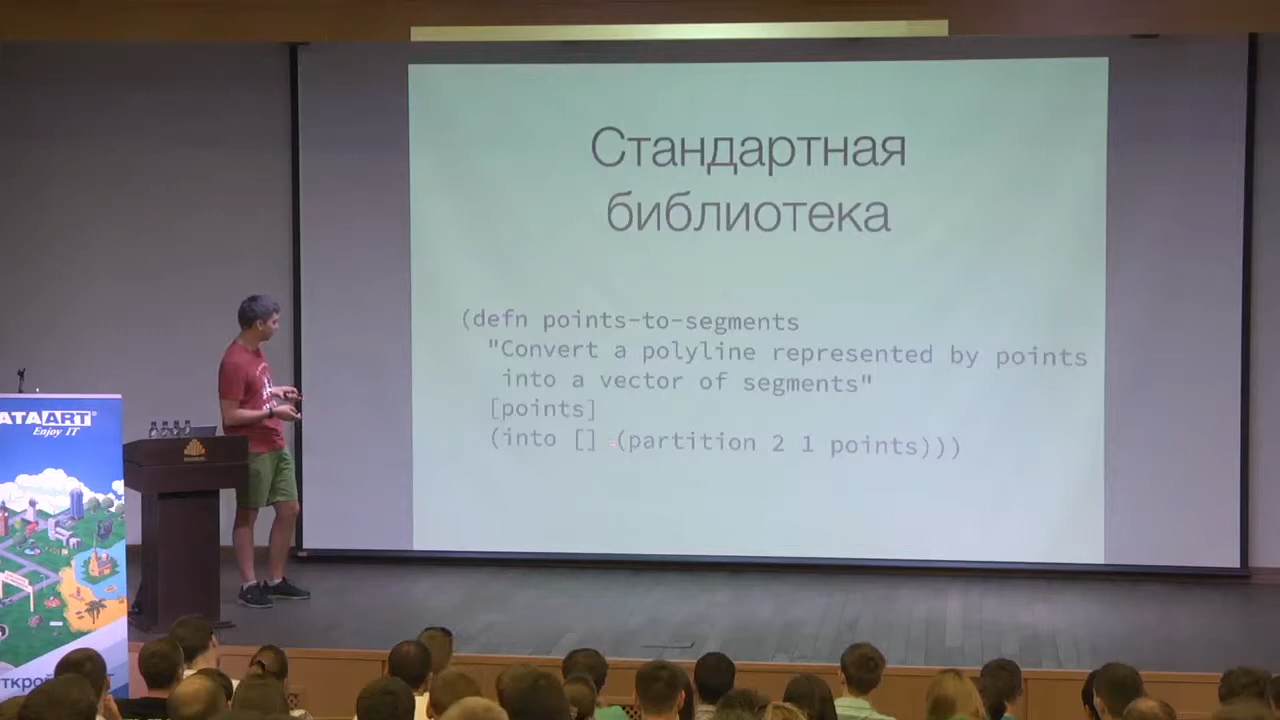 Стандартная
библиотека
(defn points-to-segments
"Convert a polyline represented by points
into a vector of segments"
[points]
(into [] (partition 2 1 points)))
ATAART®
Enjoy IT